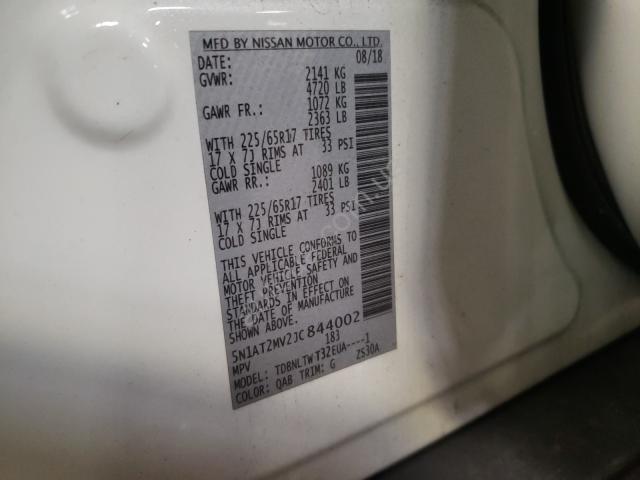 MFD BY NISSAN MOTOR CO., LTD.
DATE: 08/18
GVWR: 2141 KG
4720 LB
GAWR FR.: 1072 KG
2363 LB
WITH 225/65R17 TIRES
17 X 7J RIMS AT 33 PSI
COLD SINGLE
GAWR RR.: 1089 KG
2401 LB
WITH 225/65R17 TIRES
17 X 7J RIMS AT 33 PSI
COLD SINGLE
THIS VEHICLE CONFORMS TO
ALL APPLICABLE FEDERAL
MOTOR VEHICLE SAFETY AND
THEFT PREVENTION
STANDARDS IN EFFECT ON
THE DATE OF MANUFACTURE
SHOWN ABOVE.
5N1AT2MV2JC844002
MPV 183
MODEL: TDBNLTWT32EUA----1
COLOR: QAB TRIM: G ZS30A